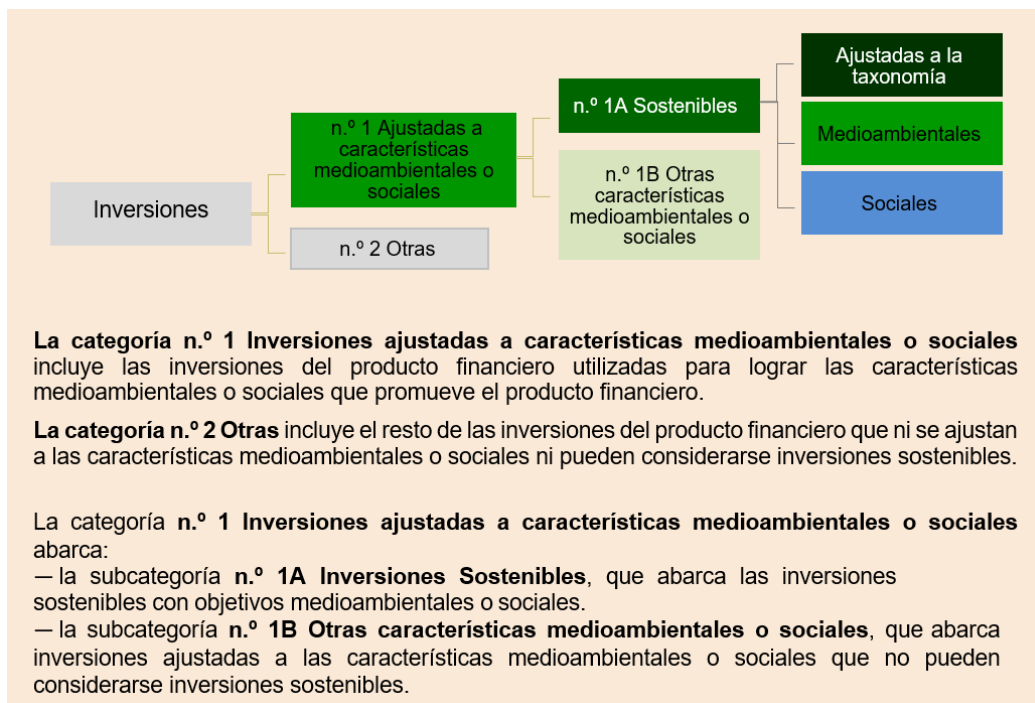 Inversiones
n.º 1 Ajustadas a
características
medioambientales o
sociales
n.º 2 Otras
n.º 1A Sostenibles
n.º 1B Otras
características
medioambientales o
sociales
Ajustadas a la
taxonomía
Medioambientales
Sociales
La categoría n.º 1 Inversiones ajustadas a características medioambientales o sociales
incluye las inversiones del producto financiero utilizadas para lograr las características
medioambientales o sociales que promueve el producto financiero.
La categoría n.º 2 Otras incluye el resto de las inversiones del producto financiero que ni se ajustan
a las características medioambientales o sociales ni pueden considerarse inversiones sostenibles.
La categoría n.º 1 Inversiones ajustadas a características medioambientales o sociales
abarca:
— la subcategoría n.º 1A Inversiones Sostenibles, que abarca las inversiones
sostenibles con objetivos medioambientales o sociales.
— la subcategoría n.º 1B Otras características medioambientales o sociales, que abarca
inversiones ajustadas a las características medioambientales o sociales que no pueden
considerarse inversiones sostenibles.